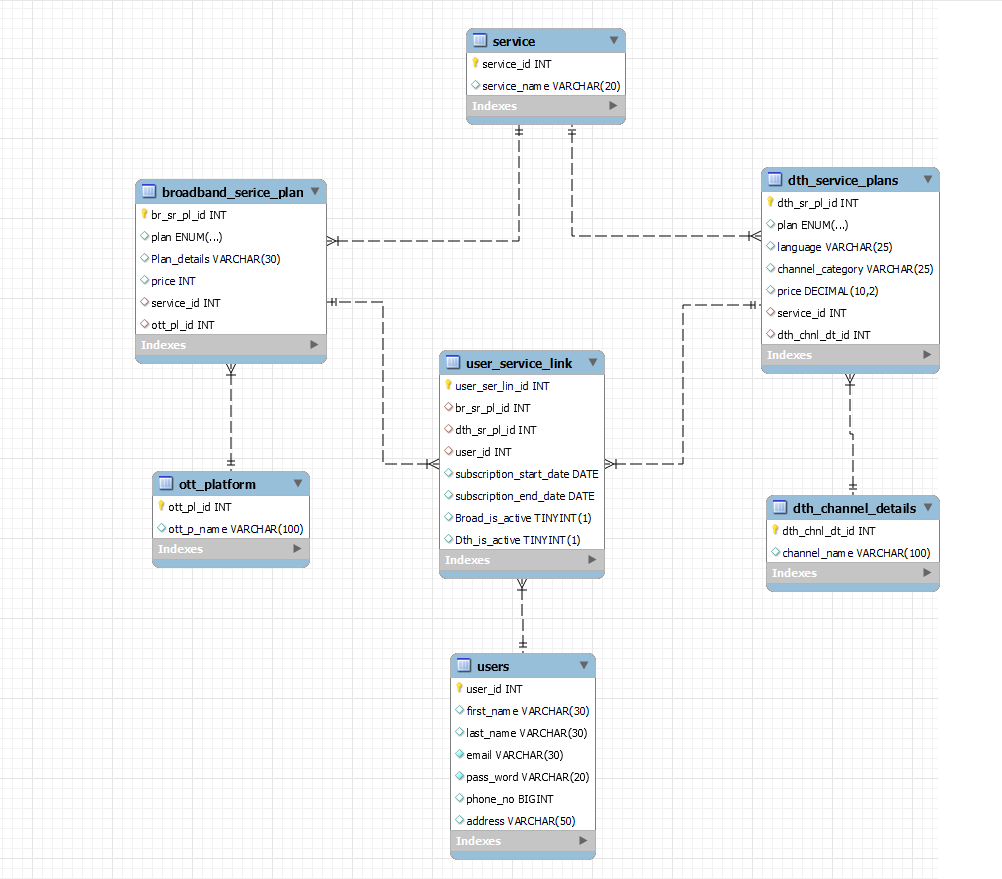 service
service_id INT
service_name VARCHAR(20)
Indexes
broadband_serice_plan
br_sr_pl_id INT
plan ENUM(...)
Plan_details VARCHAR(30)
price INT
service_id INT
ott_pl_id INT
Indexes
dth_service_plans
dth_sr_pl_id INT
plan ENUM(...)
language VARCHAR(25)
channel_category VARCHAR(25)
price DECIMAL(10,2)
service_id INT
dth_chnl_dt_id INT
Indexes
user_service_link
user_ser_lin_id INT
br_sr_pl_id INT
dth_sr_pl_id INT
user_id INT
subscription_start_date DATE
subscription_end_date DATE
Broad_is_active TINYINT(1)
Dth_is_active TINYINT(1)
Indexes
ott_platform
ott_pl_id INT
ott_p_name VARCHAR(100)
Indexes
dth_channel_details
dth_chnl_dt_id INT
channel_name VARCHAR(100)
Indexes
users
user_id INT
first_name VARCHAR(30)
last_name VARCHAR(30)
email VARCHAR(30)
pass_word VARCHAR(20)
phone_no BIGINT
address VARCHAR(50)
Indexes